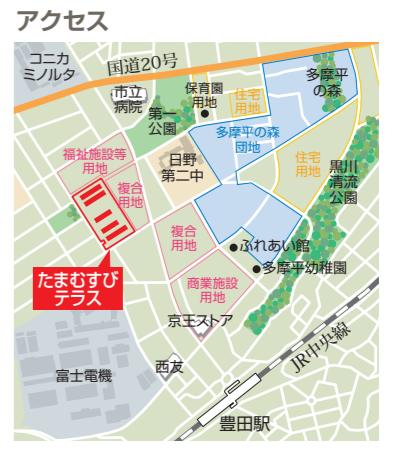 アクセス
コニカ
ミノルタ
国道20号
市立
病院
第一
公園
保育園
用地
住宅
用地
多摩平
の森
多摩平の森
団地
福祉施設等
用地
日野
第二中
住宅
用地
黒川
清流
公園
複合
用地
複合
用地
ふれあい館
多摩平幼稚園
たまむすび
テラス
商業施設
用地
京王ストア
JR中央線
西友
富士電機
豊田駅